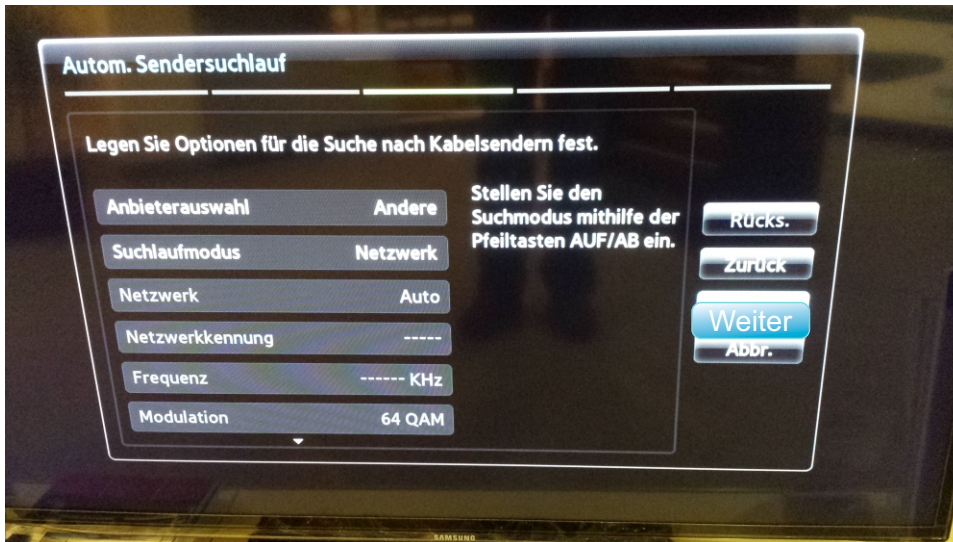 Autom. Sendersuchlauf
Legen Sie Optionen für die Suche nach Kabelsendern fest.
Anbieterauswahl Andere
Suchlaufmodus Netzwerk
Netzwerk Auto
Netzwerkkennung -----
Frequenz ------ KHz
Modulation 64 QAM
Stellen Sie den
Suchmodus mithilfe der
Pfeiltasten AUF/AB ein.
Rücks.
Zurück
Weiter
Abbr.
SAMSUNG